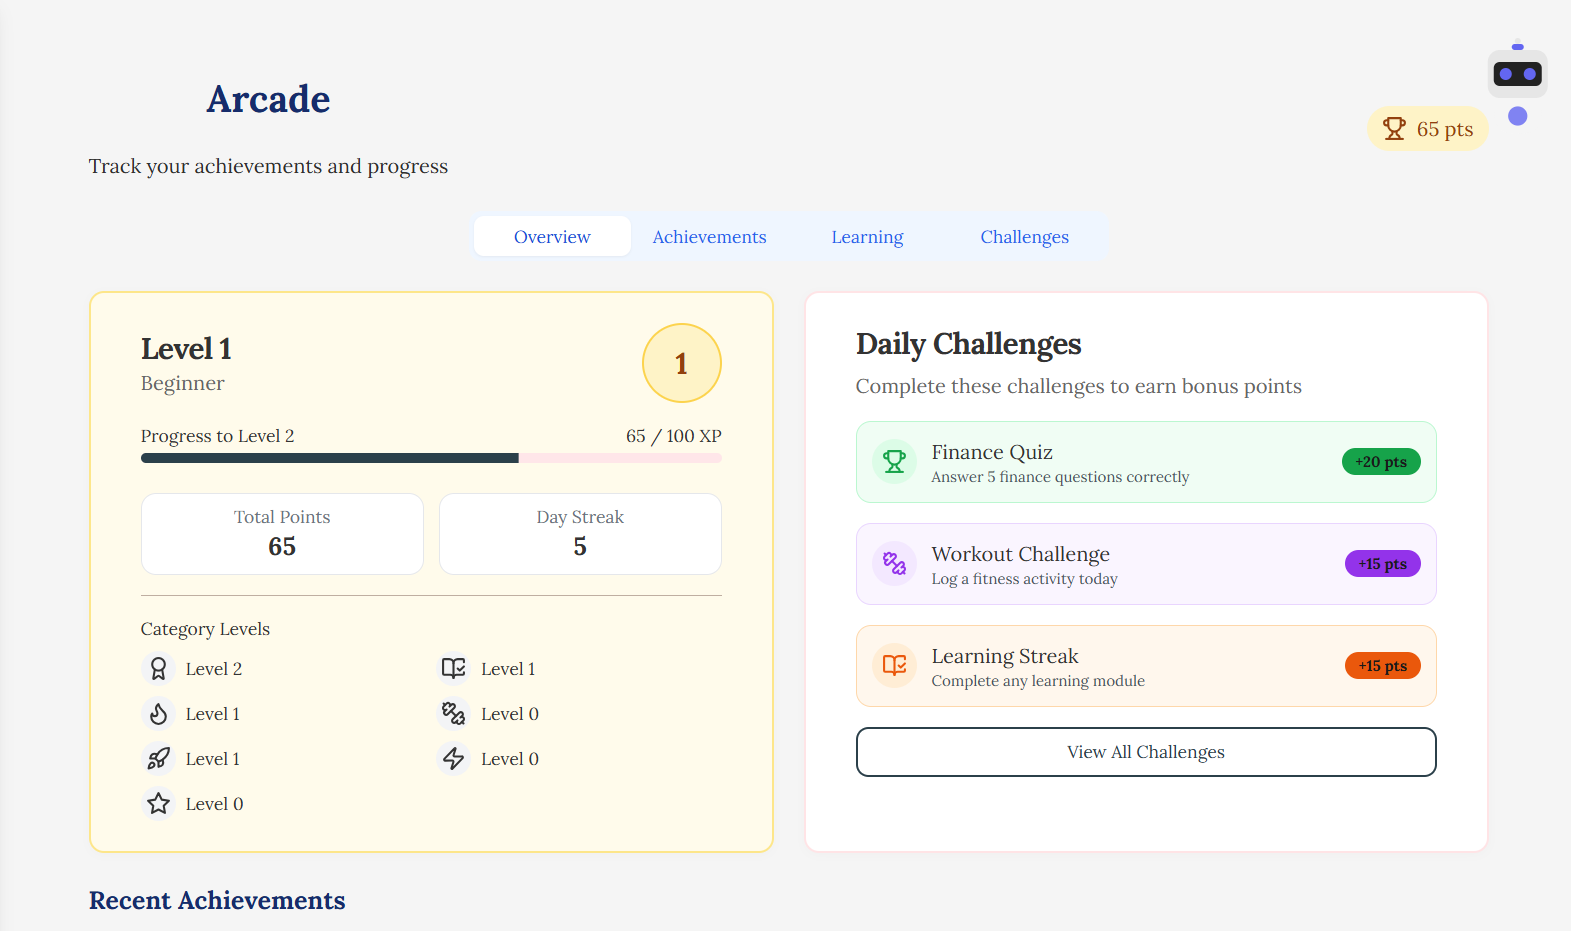 Arcade
65 pts
Track your achievements and progress
Overview
Achievements
Learning
Challenges
Level 1
Beginner
1
Progress to Level 2
65 / 100 XP
Total Points
65
Day Streak
5
Category Levels
Level 2
Level 1
Level 1
Level 0
Level 1
Level 0
Level 0
Daily Challenges
Complete these challenges to earn bonus points
Finance Quiz
Answer 5 finance questions correctly
+20 pts
Workout Challenge
Log a fitness activity today
+15 pts
Learning Streak
Complete any learning module
+15 pts
View All Challenges
Recent Achievements